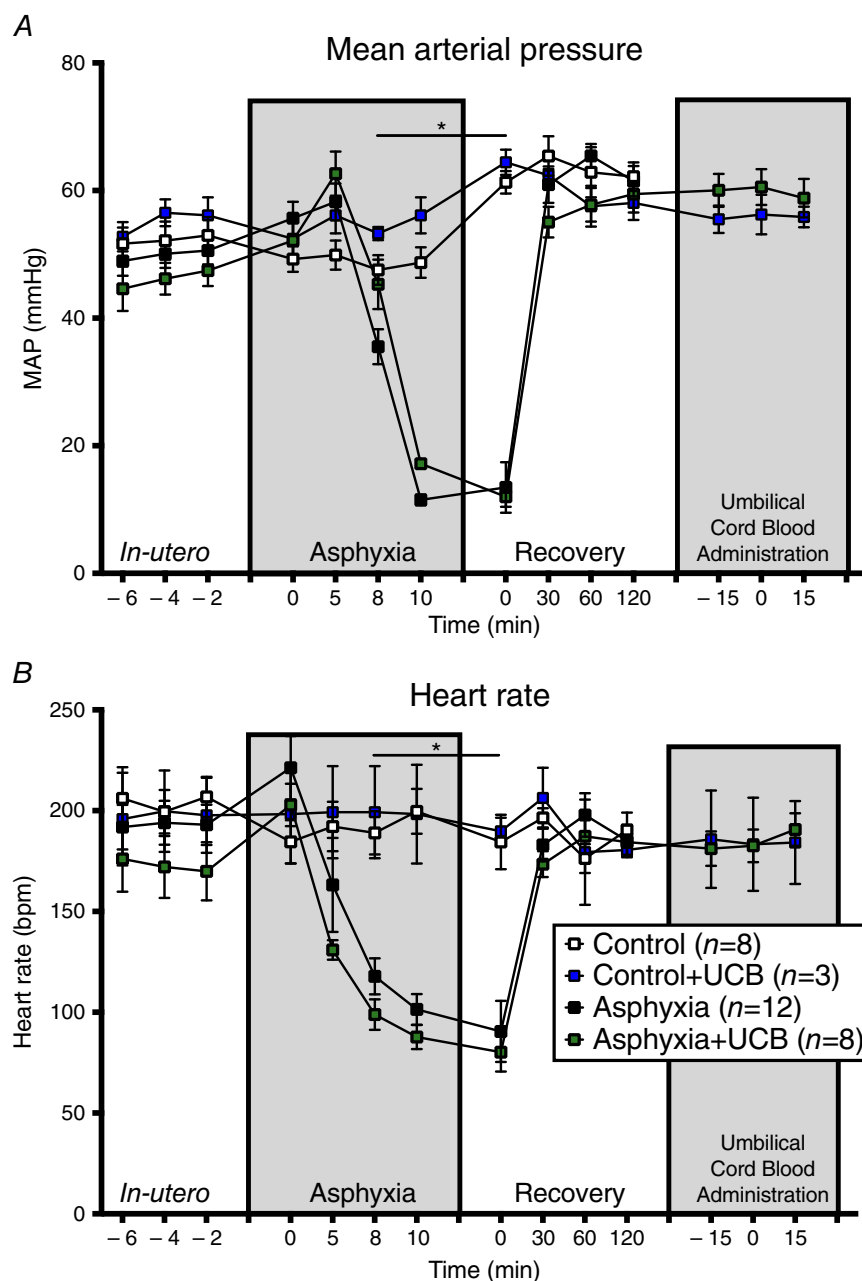 A
Mean arterial pressure
80
60
40
20
0
MAP (mmHg)
*
In-utero
Asphyxia
Recovery
Umbilical
Cord Blood
Administration
– 6 – 4 – 2 0 5 8 10 0 30 60 120 – 15 0 15
Time (min)
B
Heart rate
250
200
150
100
50
0
Heart rate (bpm)
*
Control (n=8)
Control+UCB (n=3)
Asphyxia (n=12)
Asphyxia+UCB (n=8)
In-utero
Asphyxia
Recovery
Umbilical
Cord Blood
Administration
– 6 – 4 – 2 0 5 8 10 0 30 60 120 – 15 0 15
Time (min)